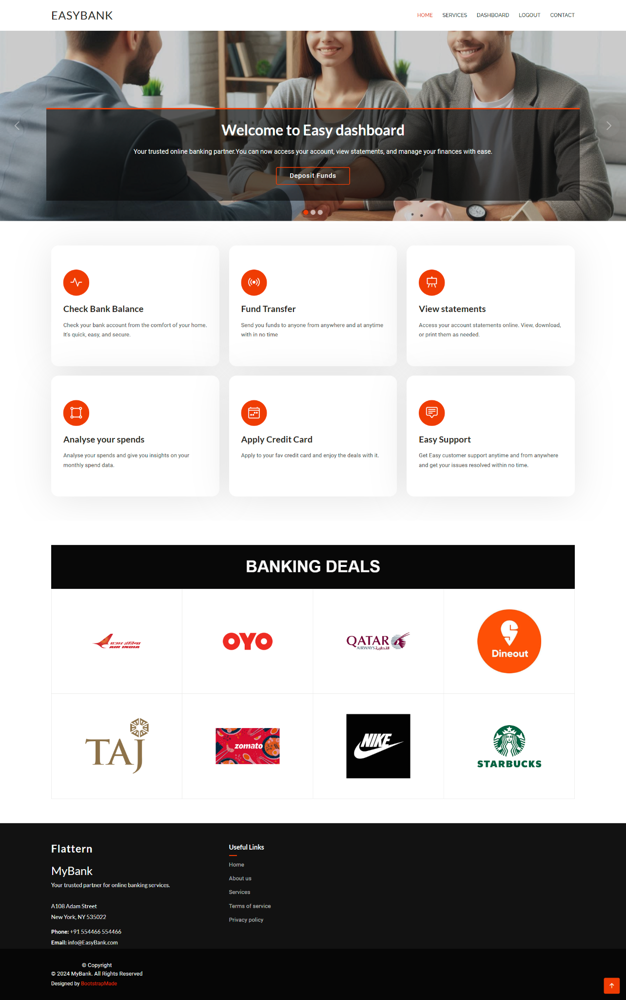 EASYBANK
HOME
SERVICES
DASHBOARD
LOGOUT
CONTACT
Welcome to Easy dashboard
Your trusted online banking partner.You can now access your account, view statements, and manage your finances with ease.
Deposit Funds
Check Bank Balance
Check your bank account from the comfort of your home.
It's quick, easy, and secure.
Fund Transfer
Send you funds to anyone from anywhere and at anytime
with in no time
View statements
Access your account statements online. View, download,
or print them as needed.
Analyse your spends
Analyse your spends and give you insights on your
monthly spend data.
Apply Credit Card
Apply to your fav credit card and enjoy the deals with it.
Easy Support
Get Easy customer support anytime and from anywhere
and get your issues resolved within no time.
BANKING DEALS
एअर इंडिया
AIR INDIA
OYO
QATAR
AIRWAYS القطرية
Dineout
TAJ
zomato
NIKE
STARBUCKS
Flattern
MyBank
Your trusted partner for online banking services.
A108 Adam Street
New York, NY 535022
Phone: +91 554466 554466
Email: info@EasyBank.com
Useful Links
Home
About us
Services
Terms of service
Privacy policy
© Copyright
© 2024 MyBank. All Rights Reserved
Designed by BootstrapMade